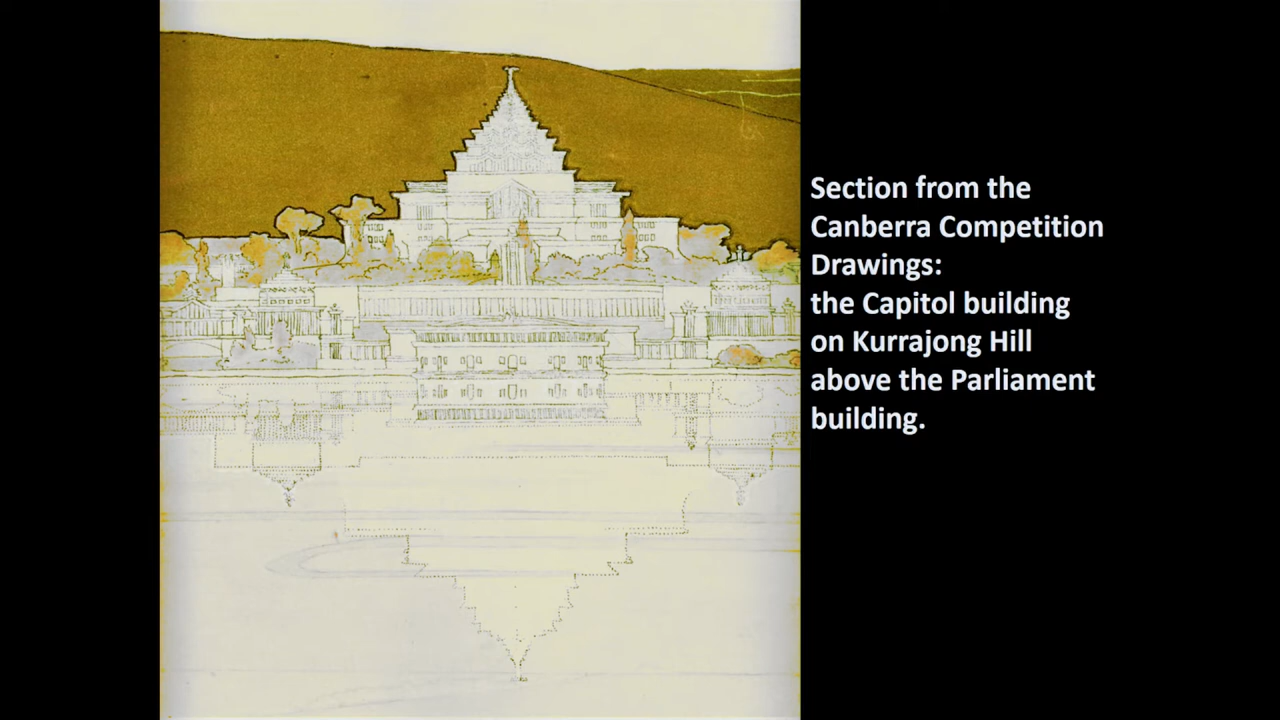 Section from the
Canberra Competition
Drawings:
the Capitol building
on Kurrajong Hill
above the Parliament
building.